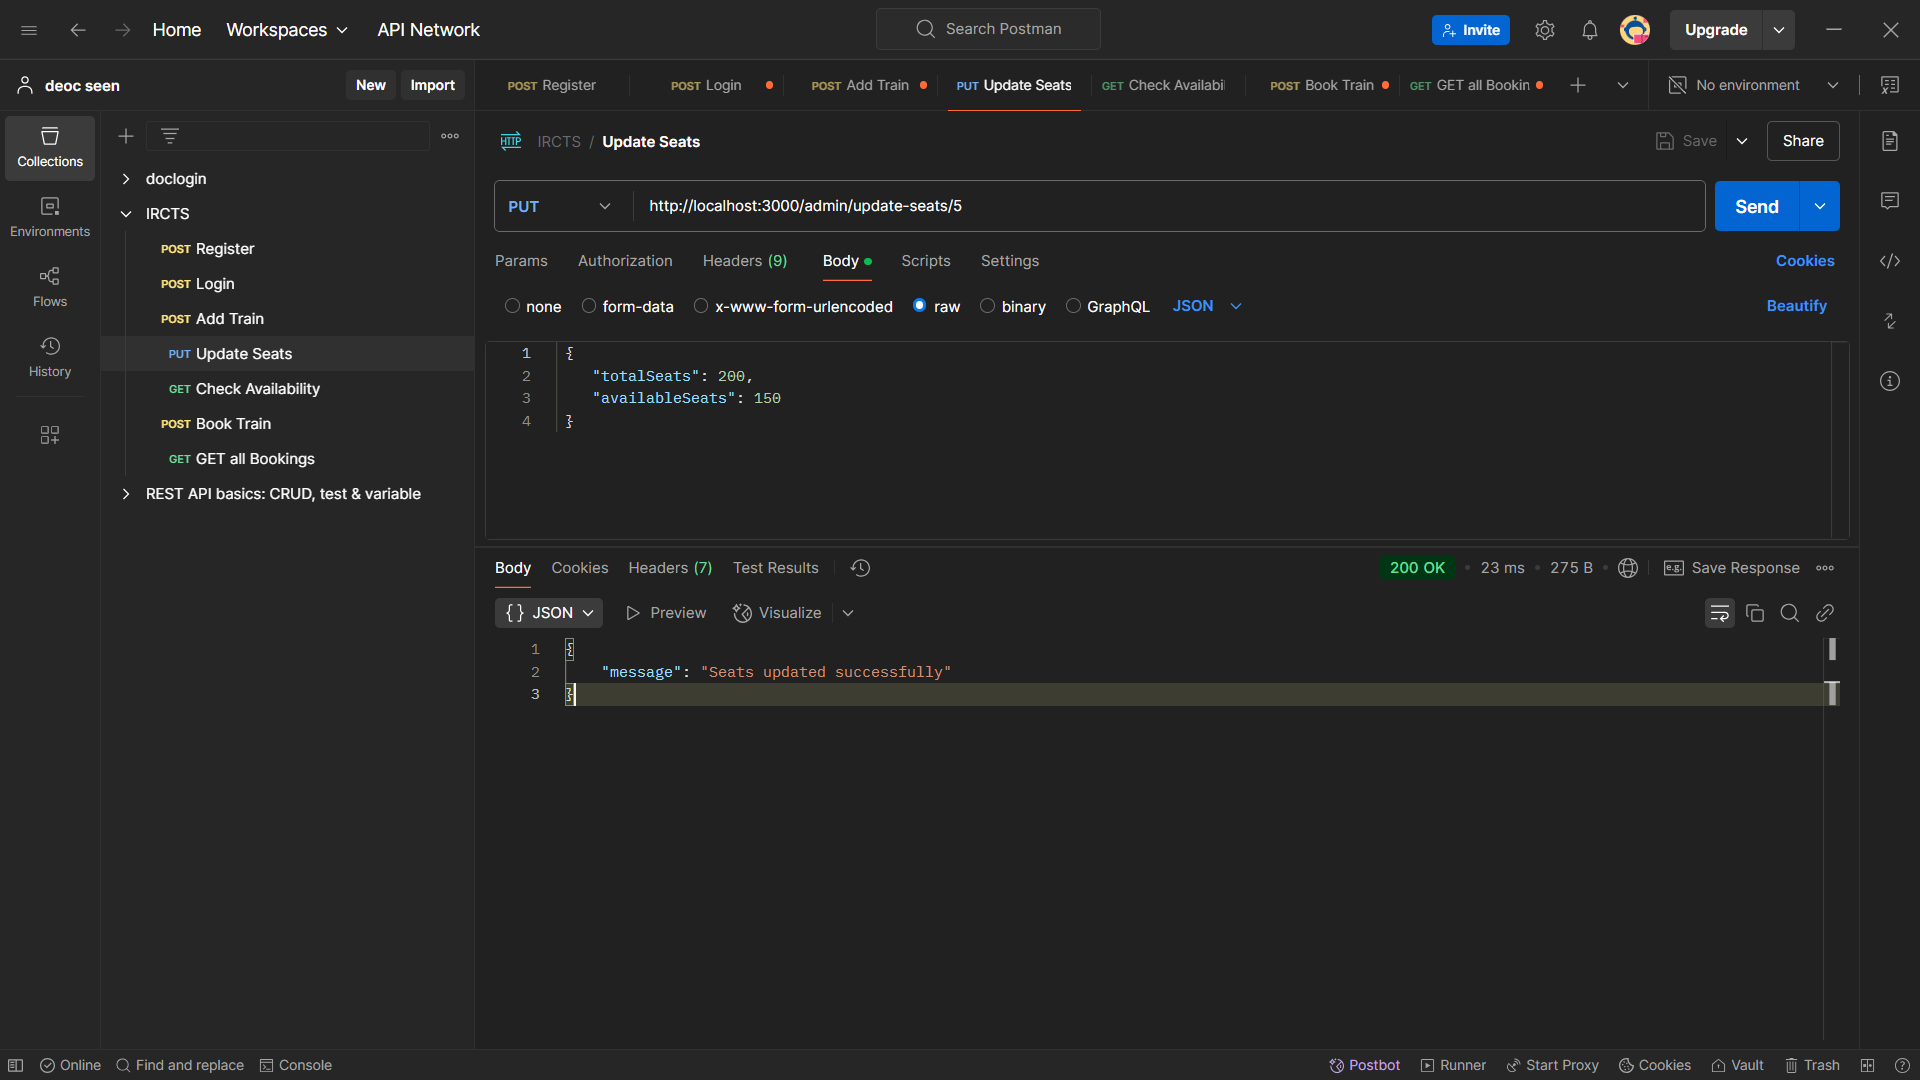 Home Workspaces API Network Search Postman Invite Upgrade
deoc seen New Import POST Register POST Login POST Add Train PUT Update Seats GET Check Availabi POST Book Train GET GET all Bookin No environment
Collections
Environments
Flows
History
doclogin
IRCTS
POST Register
POST Login
POST Add Train
PUT Update Seats
GET Check Availability
POST Book Train
GET GET all Bookings
REST API basics: CRUD, test & variable
HTTP IRCTS / Update Seats Save Share
PUT http://localhost:3000/admin/update-seats/5 Send
Params Authorization Headers (9) Body Scripts Settings Cookies
none form-data x-www-form-urlencoded raw binary GraphQL JSON Beautify
1 {
2 "totalSeats": 200,
3 "availableSeats": 150
4 }
Body Cookies Headers (7) Test Results 200 OK 23 ms 275 B e.g. Save Response
{} JSON Preview Visualize
1 {
2 "message": "Seats updated successfully"
3 }
Online Find and replace Console Postbot Runner Start Proxy Cookies Vault Trash